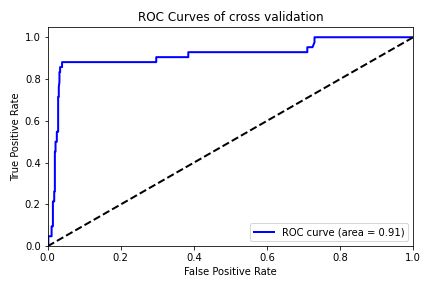 ROC Curves of cross validation
True Positive Rate
1.0
0.8
0.6
0.4
0.2
0.0
ROC curve (area = 0.91)
0.0 0.2 0.4 0.6 0.8 1.0
False Positive Rate